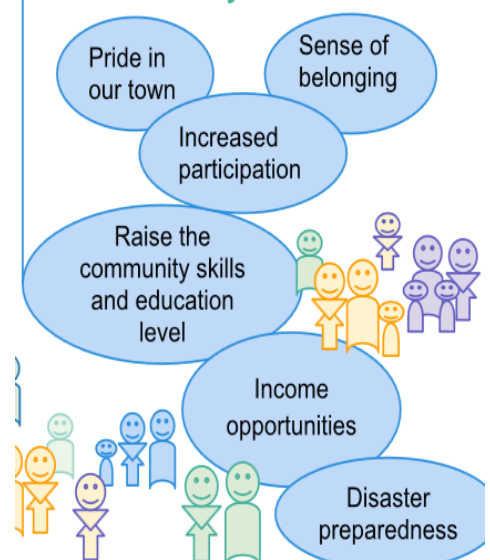 Pride in
our town
Sense of
belonging
Increased
participation
Raise the
community skills
and education
level
Income
opportunities
Disaster
preparedness